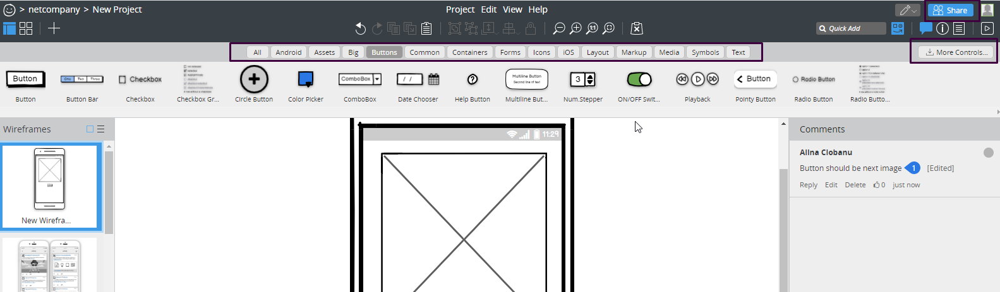 > netcompany > New Project
Project Edit View Help
Share
Quick Add
1:1
All Android Assets Big Buttons Common Containers Forms Icons iOS Layout Markup Media Symbols Text
More Controls...
Button
One Two Three
Checkbox
ComboBox
/ /
?
Multiline Button
Second line of text
3
Button
Radio Button
Button
Button Bar
Checkbox
Checkbox Gr...
Circle Button
Color Picker
ComboBox
Date Chooser
Help Button
Multiline But...
Num.Stepper
ON/OFF Swit...
Playback
Pointy Button
Radio Button
Radio Butto...
Wireframes
New Wirefra...
11:29
Comments
Alina Ciobanu
Button should be next image 1 [Edited]
Reply Edit Delete 0 just now